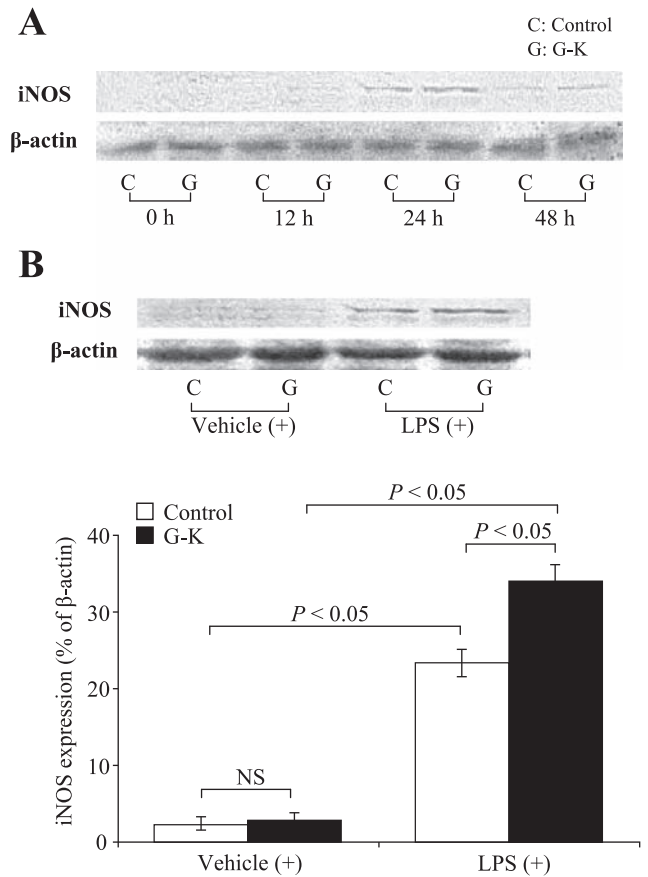 A
C: Control
G: G-K
iNOS
β-actin
C G C G C G C G
0 h 12 h 24 h 48 h
B
iNOS
β-actin
C G C G
Vehicle (+) LPS (+)
P < 0.05
Control
G-K
P < 0.05
P < 0.05
NS
iNOS expression (% of β-actin)
40
30
20
10
0
Vehicle (+) LPS (+)